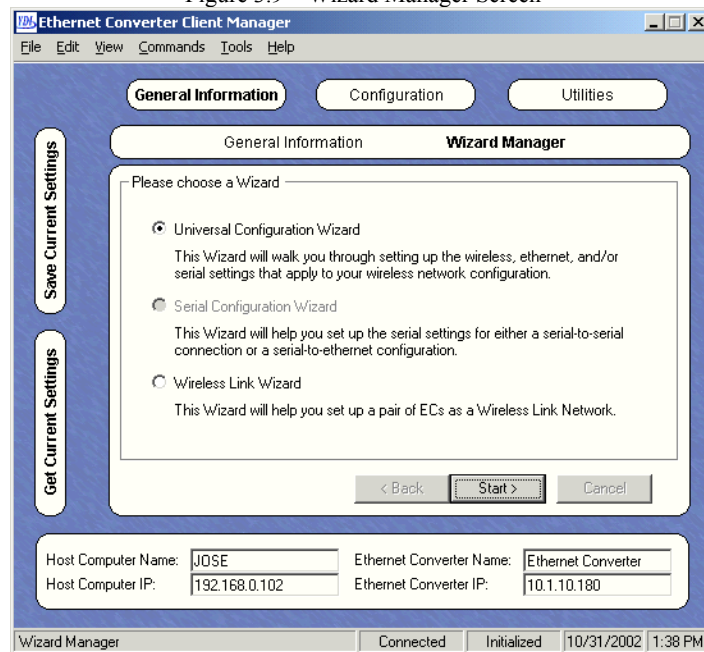 Figure 3.9 – Wizard Manager Screen
YDI Ethernet Converter Client Manager
File Edit View Commands Tools Help
General Information Configuration Utilities
General Information Wizard Manager
Save Current Settings
Get Current Settings
Please choose a Wizard
Universal Configuration Wizard
This Wizard will walk you through setting up the wireless, ethernet, and/or
serial settings that apply to your wireless network configuration.
Serial Configuration Wizard
This Wizard will help you set up the serial settings for either a serial-to-serial
connection or a serial-to-ethernet configuration.
Wireless Link Wizard
This Wizard will help you set up a pair of ECs as a Wireless Link Network.
< Back Start > Cancel
Host Computer Name: JOSE Ethernet Converter Name: Ethernet Converter
Host Computer IP: 192.168.0.102 Ethernet Converter IP: 10.1.10.180
Wizard Manager Connected Initialized 10/31/2002 1:38 PM